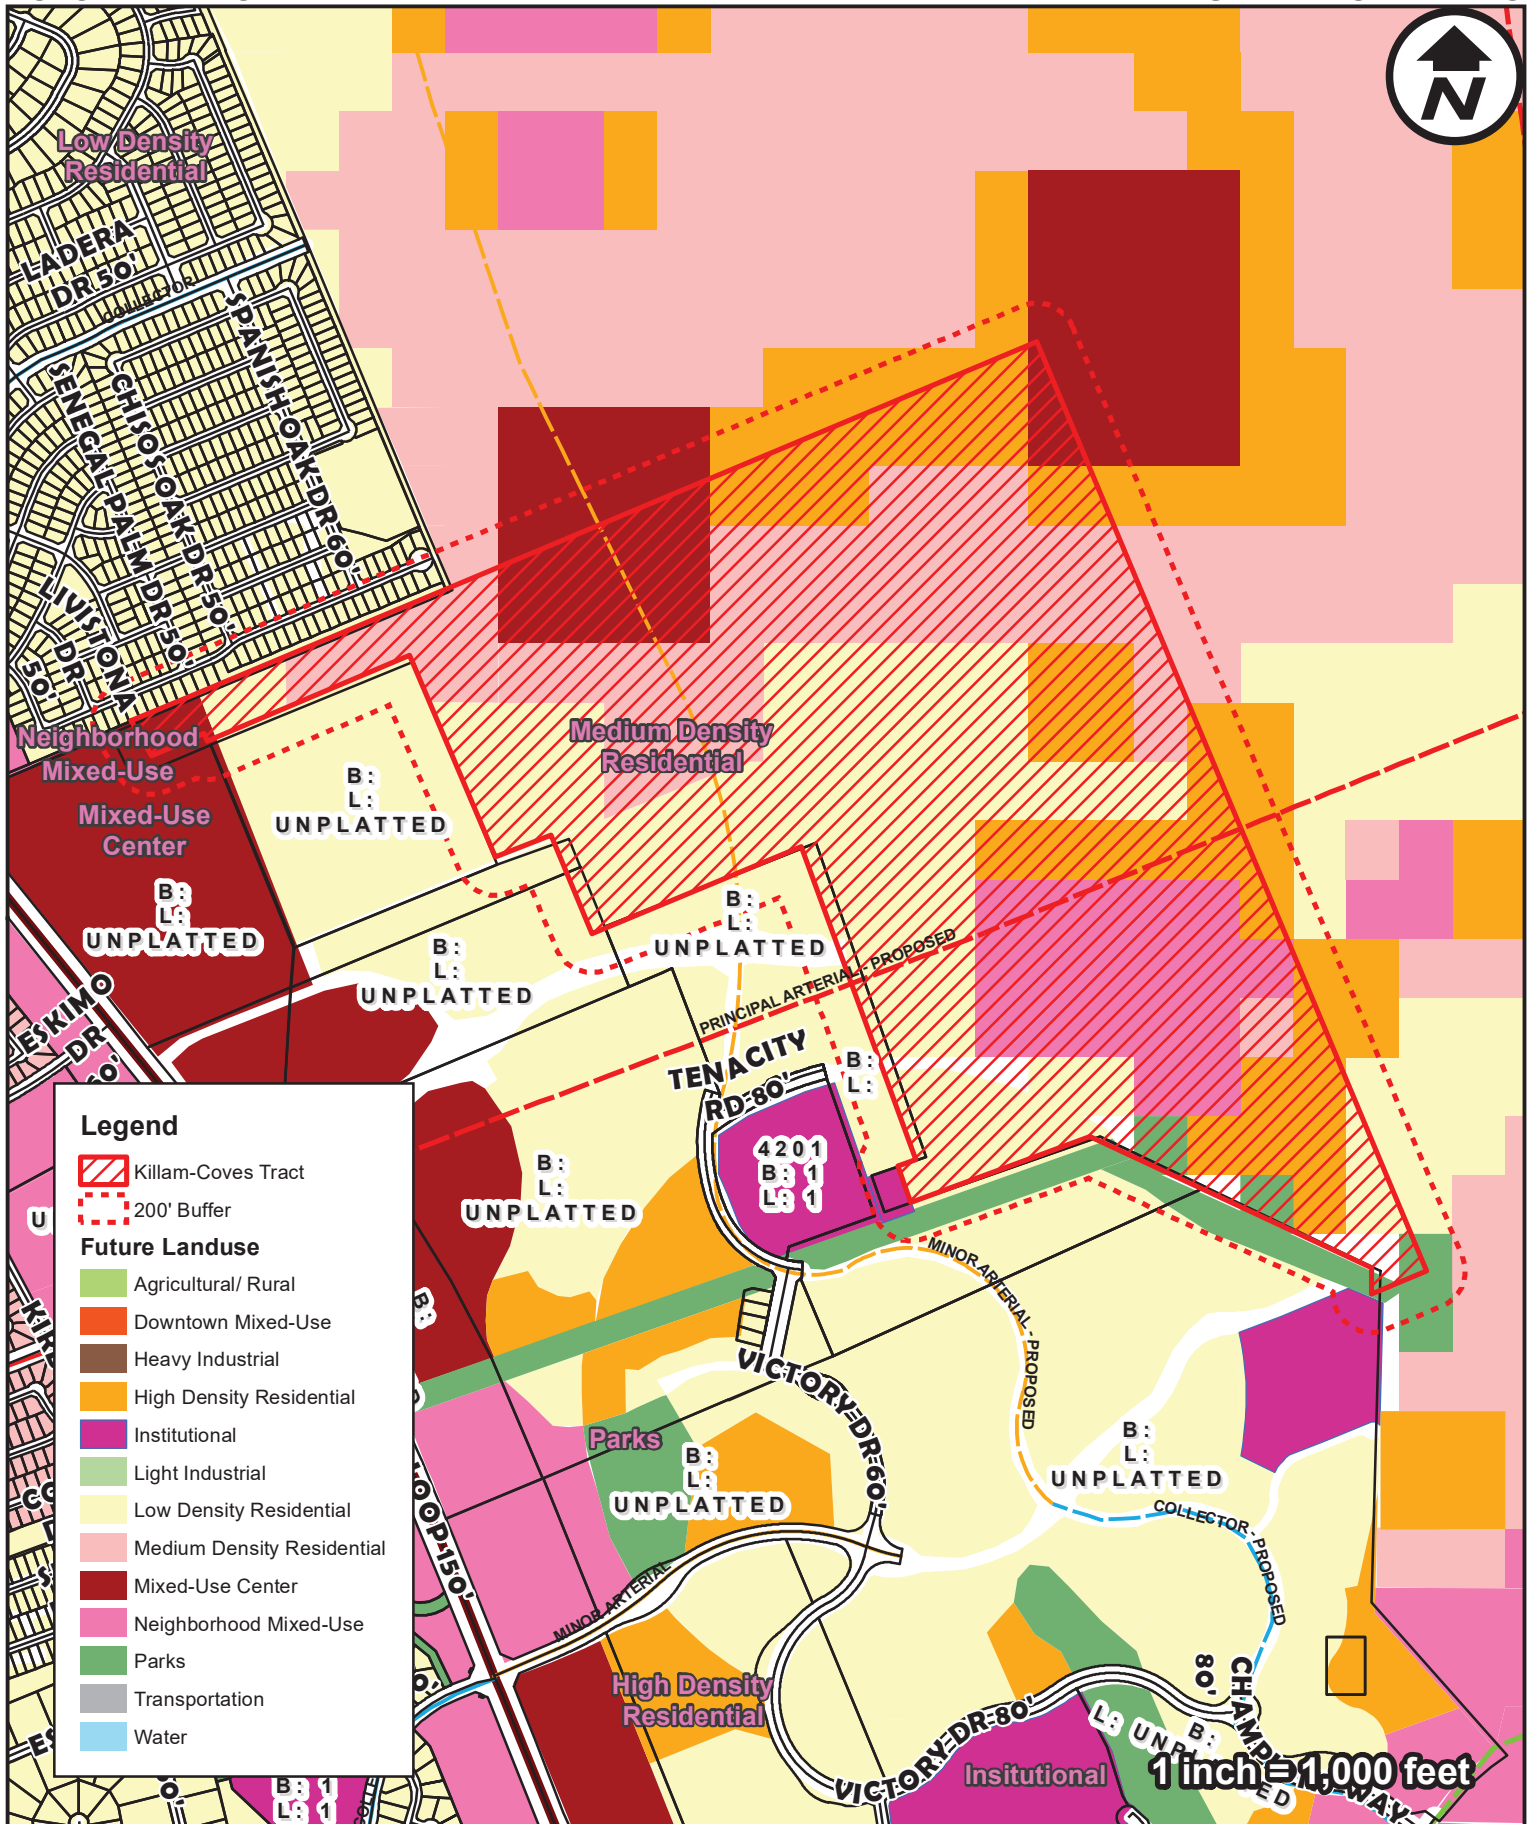 N
Low Density
Residential
LADERA
DR 50'
COLLECTOR
SPANISH OAK DR 60'
CHISOS OAK DR 50'
SENEGAL PALM DR 50'
LIVISTONA
DR
50'
Neighborhood
Mixed-Use
Mixed-Use
Center
B:
L:
UNPLATTED
Medium Density
Residential
B:
L:
UNPLATTED
B:
L:
UNPLATTED
B:
L:
UNPLATTED
PRINCIPAL ARTERIAL - PROPOSED
ESKIMO
DR
60'
TENACITY
RD 80'
B:
L:
4201
B: 1
L: 1
B:
L:
UNPLATTED
U
B:
MINOR ARTERIAL - PROPOSED
Legend
Killam-Coves Tract
200' Buffer
Future Landuse
Agricultural/ Rural
Downtown Mixed-Use
Heavy Industrial
High Density Residential
Institutional
Light Industrial
Low Density Residential
Medium Density Residential
Mixed-Use Center
Neighborhood Mixed-Use
Parks
Transportation
Water
VICTORY DR 60'
Parks
B:
L:
UNPLATTED
B:
L:
UNPLATTED
COLLECTOR - PROPOSED
OOP 150'
MINOR ARTERIAL
High Density
Residential
VICTORY DR 80'
80'
Insitutional
B:
1 inch = 1,000 feet
B: 1
L: 1